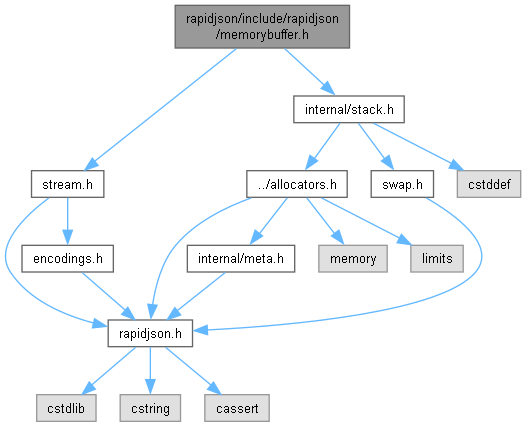 rapidjson/include/rapidjson
/memorybuffer.h
internal/stack.h
stream.h
../allocators.h
swap.h
cstddef
encodings.h
internal/meta.h
memory
limits
rapidjson.h
cstdlib
cstring
cassert